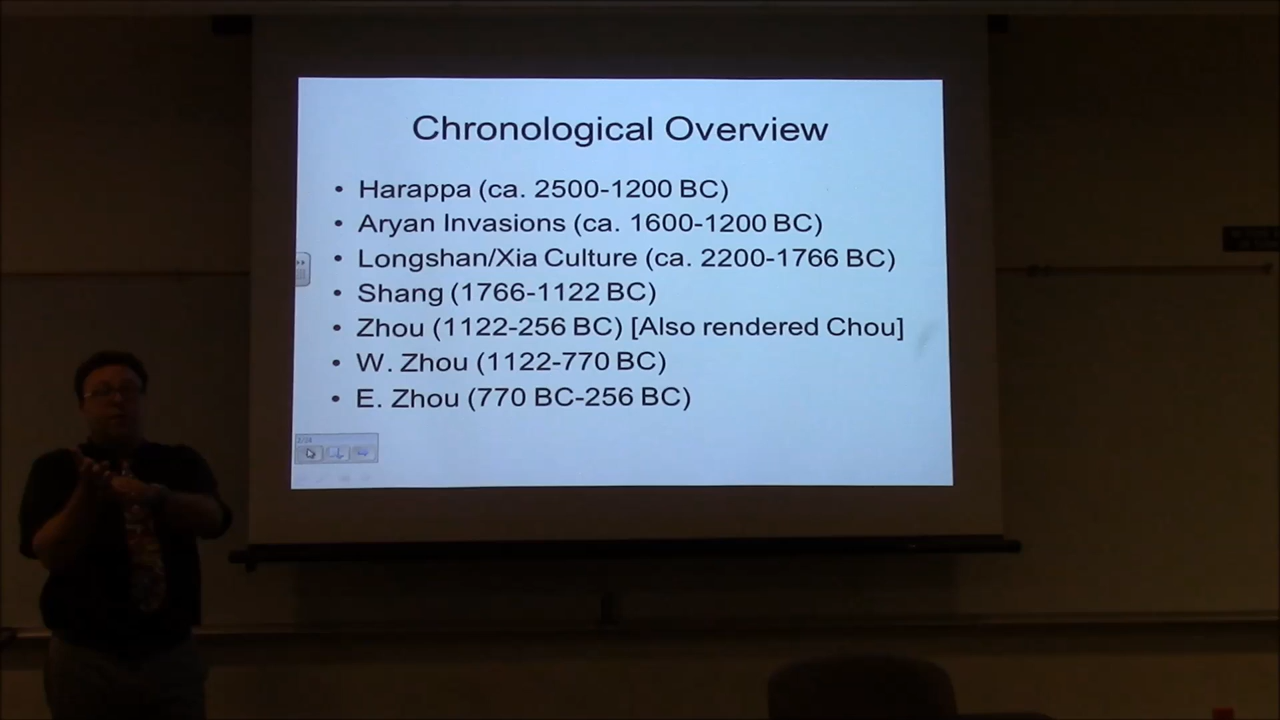 Chronological Overview
• Harappa (ca. 2500-1200 BC)
• Aryan Invasions (ca. 1600-1200 BC)
• Longshan/Xia Culture (ca. 2200-1766 BC)
• Shang (1766-1122 BC)
• Zhou (1122-256 BC) [Also rendered Chou]
• W. Zhou (1122-770 BC)
• E. Zhou (770 BC-256 BC)